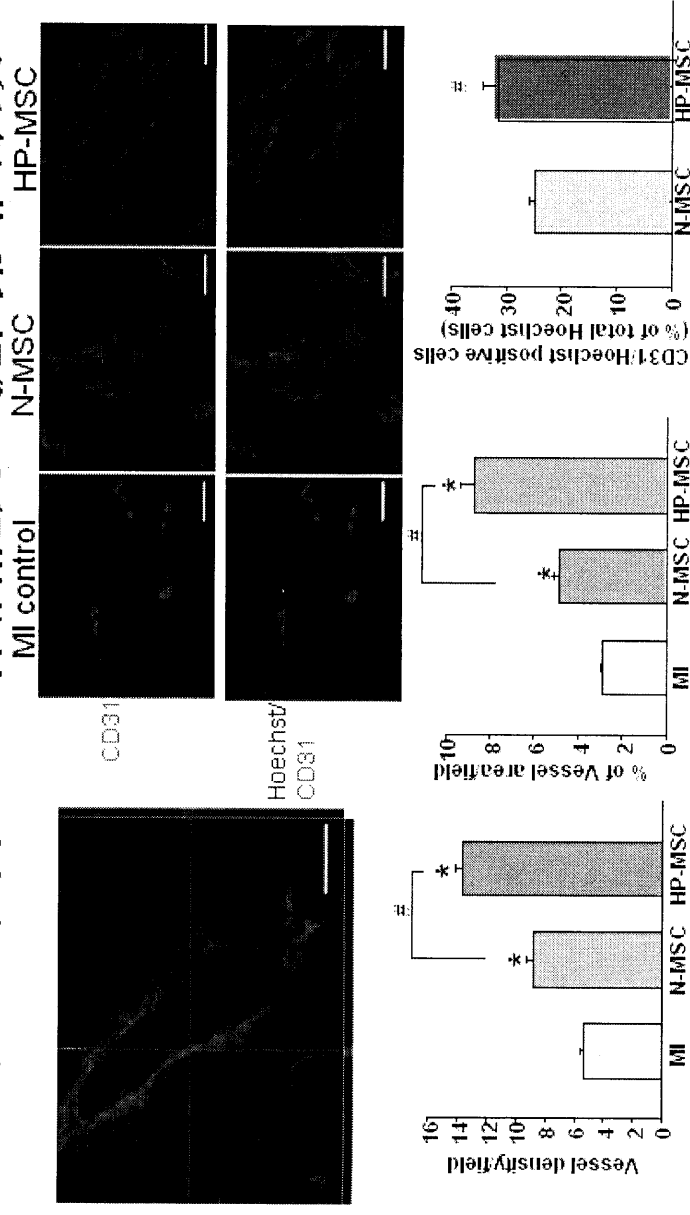 MI control
N-MSC
HP-MSC
CD31
Hoechst/
CD31
Vessel density/field
16
14
12
10
8
6
4
2
0
*
*
#
MI
N-MSC
HP-MSC
% of Vessel area/field
10
8
6
4
2
0
*
*
#
MI
N-MSC
HP-MSC
CD31/Hoechst positive cells
(% of total Hoechst cells)
40
30
20
10
0
#
N-MSC
HP-MSC